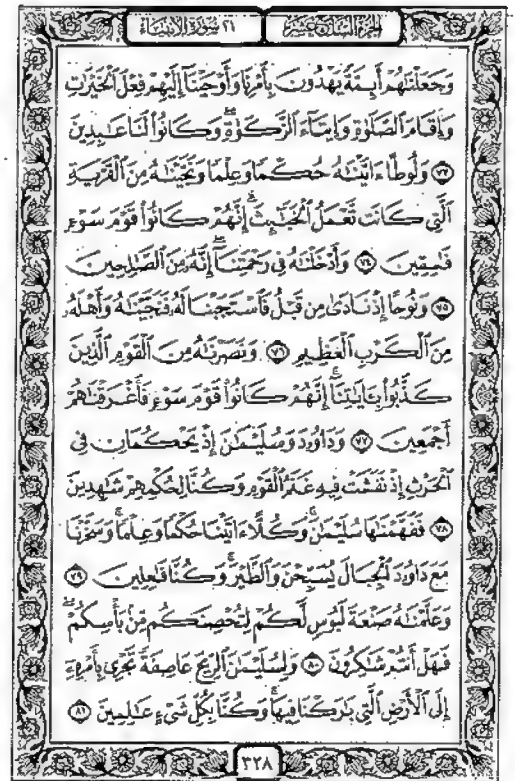 الجزء السابع عشر
٢١ سورة الأنبياء
وَجَعَلْنَٰهُمْ أَئِمَّةً يَهْدُونَ بِأَمْرِنَا وَأَوْحَيْنَآ إِلَيْهِمْ فِعْلَ ٱلْخَيْرَٰتِ
وَإِقَامَ ٱلصَّلَوٰةِ وَإِيتَآءَ ٱلزَّكَوٰةِ ۖ وَكَانُوا۟ لَنَا عَٰبِدِينَ
٧٣ وَلُوطًا ءَاتَيْنَٰهُ حُكْمًا وَعِلْمًا وَنَجَّيْنَٰهُ مِنَ ٱلْقَرْيَةِ
ٱلَّتِى كَانَت تَّعْمَلُ ٱلْخَبَٰٓئِثَ ۗ إِنَّهُمْ كَانُوا۟ قَوْمَ سَوْءٍ
فَٰسِقِينَ ٧٤ وَأَدْخَلْنَٰهُ فِى رَحْمَتِنَآ ۖ إِنَّهُۥ مِنَ ٱلصَّٰلِحِينَ
٧٥ وَنُوحًا إِذْ نَادَىٰ مِن قَبْلُ فَٱسْتَجَبْنَا لَهُۥ فَنَجَّيْنَٰهُ وَأَهْلَهُۥ
مِنَ ٱلْكَرْبِ ٱلْعَظِيمِ ٧٦ وَنَصَرْنَٰهُ مِنَ ٱلْقَوْمِ ٱلَّذِينَ
كَذَّبُوا۟ بِـَٔايَٰتِنَآ ۚ إِنَّهُمْ كَانُوا۟ قَوْمَ سَوْءٍ فَأَغْرَقْنَٰهُمْ
أَجْمَعِينَ ٧٧ وَدَاوُۥدَ وَسُلَيْمَٰنَ إِذْ يَحْكُمَانِ فِى
ٱلْحَرْثِ إِذْ نَفَشَتْ فِيهِ غَنَمُ ٱلْقَوْمِ وَكُنَّا لِحُكْمِهِمْ شَٰهِدِينَ
٧٨ فَفَهَّمْنَٰهَا سُلَيْمَٰنَ ۚ وَكُلًّا ءَاتَيْنَا حُكْمًا وَعِلْمًا ۚ وَسَخَّرْنَا
مَعَ دَاوُۥدَ ٱلْجِبَالَ يُسَبِّحْنَ وَٱلطَّيْرَ ۚ وَكُنَّا فَٰعِلِينَ ٧٩
وَعَلَّمْنَٰهُ صَنْعَةَ لَبُوسٍ لَّكُمْ لِتُحْصِنَكُم مِّنۢ بَأْسِكُمْ ۖ
فَهَلْ أَنتُمْ شَٰكِرُونَ ٨٠ وَلِسُلَيْمَٰنَ ٱلرِّيحَ عَاصِفَةً تَجْرِى بِأَمْرِهِۦٓ
إِلَى ٱلْأَرْضِ ٱلَّتِى بَٰرَكْنَا فِيهَا ۚ وَكُنَّا بِكُلِّ شَىْءٍ عَٰلِمِينَ ٨١
٣٢٨